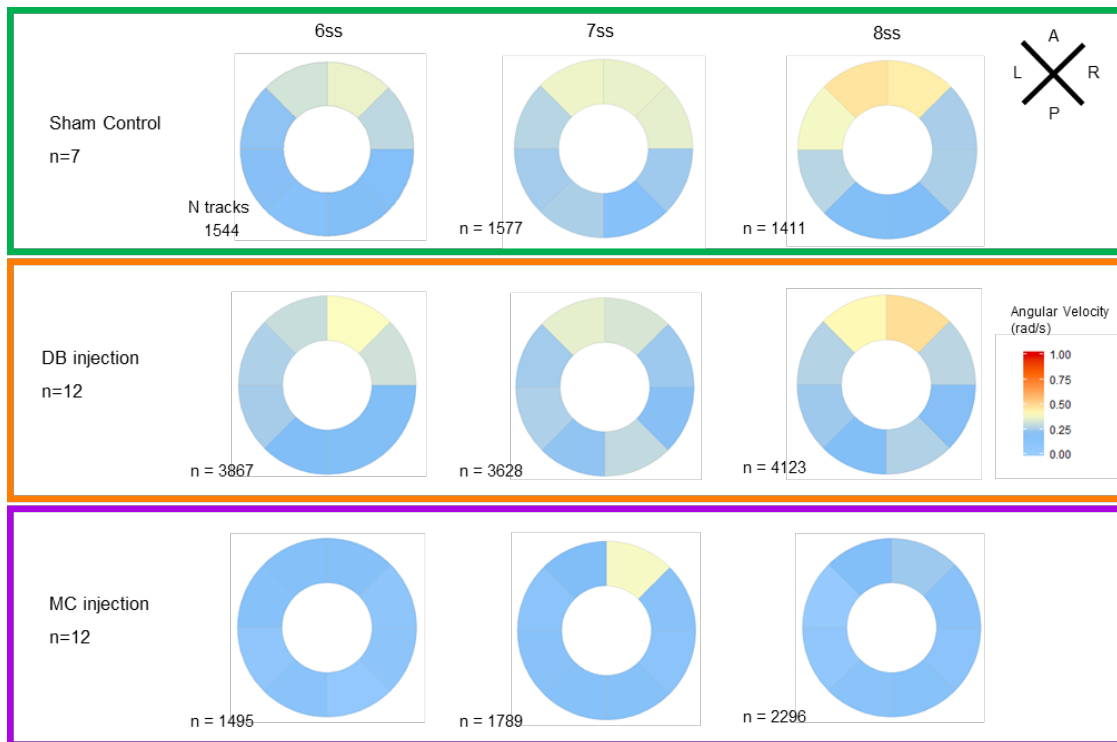 6ss
7ss
8ss
A
L
R
P
Sham Control
n=7
N tracks
1544
n = 1577
n = 1411
DB injection
n=12
n = 3867
n = 3628
n = 4123
Angular Velocity
(rad/s)
1.00
0.75
0.50
0.25
0.00
MC injection
n=12
n = 1495
n = 1789
n = 2296